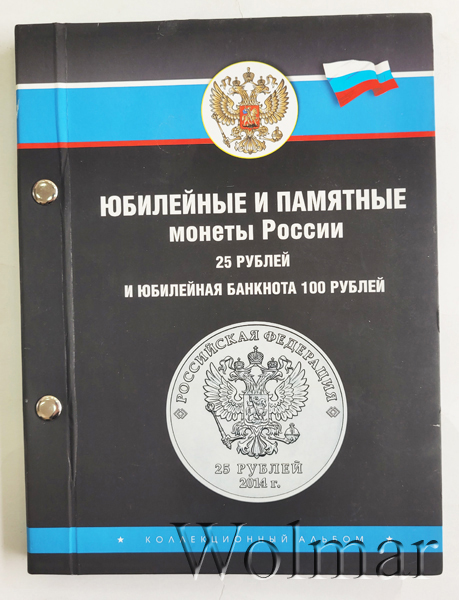 ЮБИЛЕЙНЫЕ И ПАМЯТНЫЕ
монеты России
25 РУБЛЕЙ
И ЮБИЛЕЙНАЯ БАНКНОТА 100 РУБЛЕЙ
РОССИЙСКАЯ ФЕДЕРАЦИЯ
25 РУБЛЕЙ
2014 г.
★ КОЛЛЕКЦИОННЫЙ АЛЬБОМ ★
Wolmar